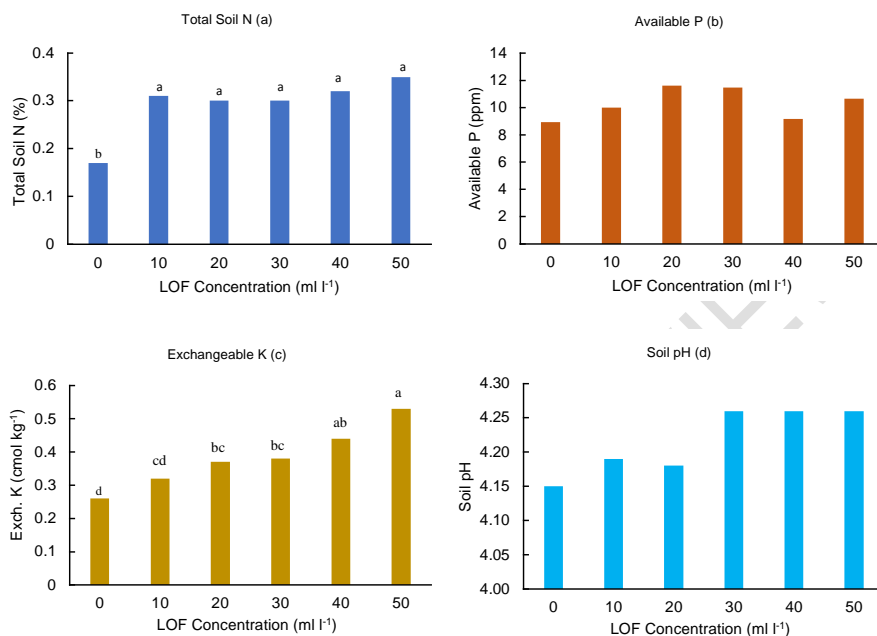 Total Soil N (a)
Total Soil N (%)
0.4
0.3
0.2
0.1
0
b
a
a
a
a
a
0 10 20 30 40 50
LOF Concentration (ml l⁻¹)
Available P (b)
Available P (ppm)
14
12
10
8
6
4
2
0
0 10 20 30 40 50
LOF Concentration (ml l⁻¹)
Exchangeable K (c)
Exch. K (cmol kg⁻¹)
0.6
0.5
0.4
0.3
0.2
0.1
0
d
cd
bc
bc
ab
a
0 10 20 30 40 50
LOF Concentration (ml l⁻¹)
Soil pH (d)
Soil pH
4.30
4.25
4.20
4.15
4.10
4.05
4.00
0 10 20 30 40 50
LOF Concentration (ml l⁻¹)